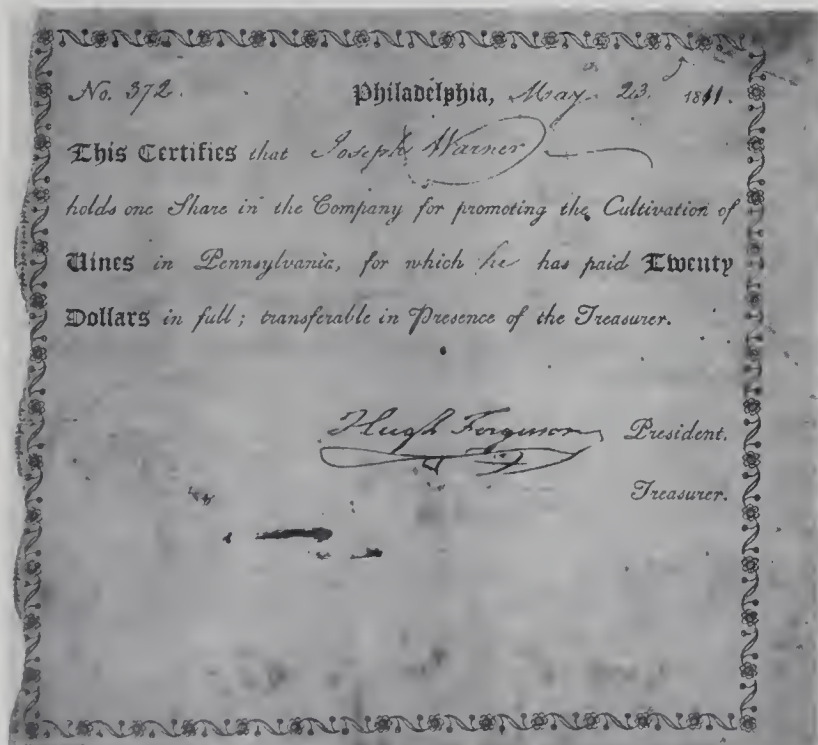 No. 372. Philadelphia, May 23. 1811.
This Certifies that Joseph Warner
holds one Share in the Company for promoting the Cultivation of
Vines in Pennsylvania, for which he has paid Twenty
Dollars in full; transferable in Presence of the Treasurer.
Hugh Ferguson President.
Treasurer.